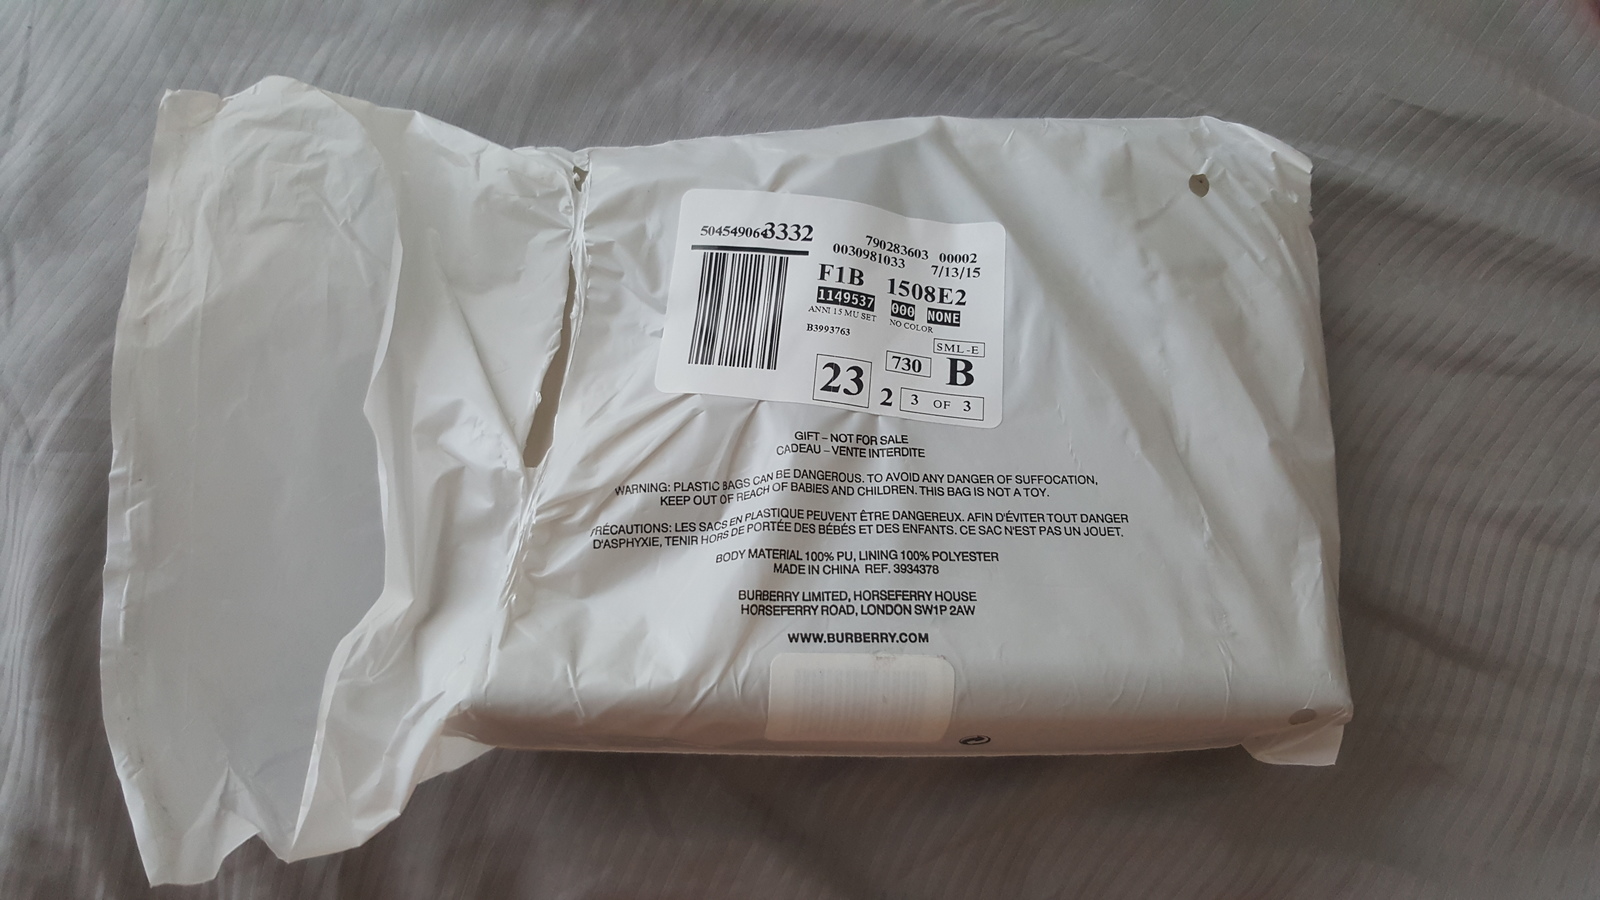 5045490643332
790283603 00002
0030981033 7/13/15
F1B 1508E2
1149537 000 NONE
ANNI 15 MU SET NO COLOR
B3993763
SML-E
23 730 B
2 3 OF 3
GIFT – NOT FOR SALE
CADEAU – VENTE INTERDITE
WARNING: PLASTIC BAGS CAN BE DANGEROUS. TO AVOID ANY DANGER OF SUFFOCATION,
KEEP OUT OF REACH OF BABIES AND CHILDREN. THIS BAG IS NOT A TOY.
PRÉCAUTIONS: LES SACS EN PLASTIQUE PEUVENT ÊTRE DANGEREUX. AFIN D'ÉVITER TOUT DANGER
D'ASPHYXIE, TENIR HORS DE PORTÉE DES BÉBÉS ET DES ENFANTS. CE SAC N'EST PAS UN JOUET.
BODY MATERIAL 100% PU, LINING 100% POLYESTER
MADE IN CHINA REF. 3934378
BURBERRY LIMITED, HORSEFERRY HOUSE
HORSEFERRY ROAD, LONDON SW1P 2AW
WWW.BURBERRY.COM